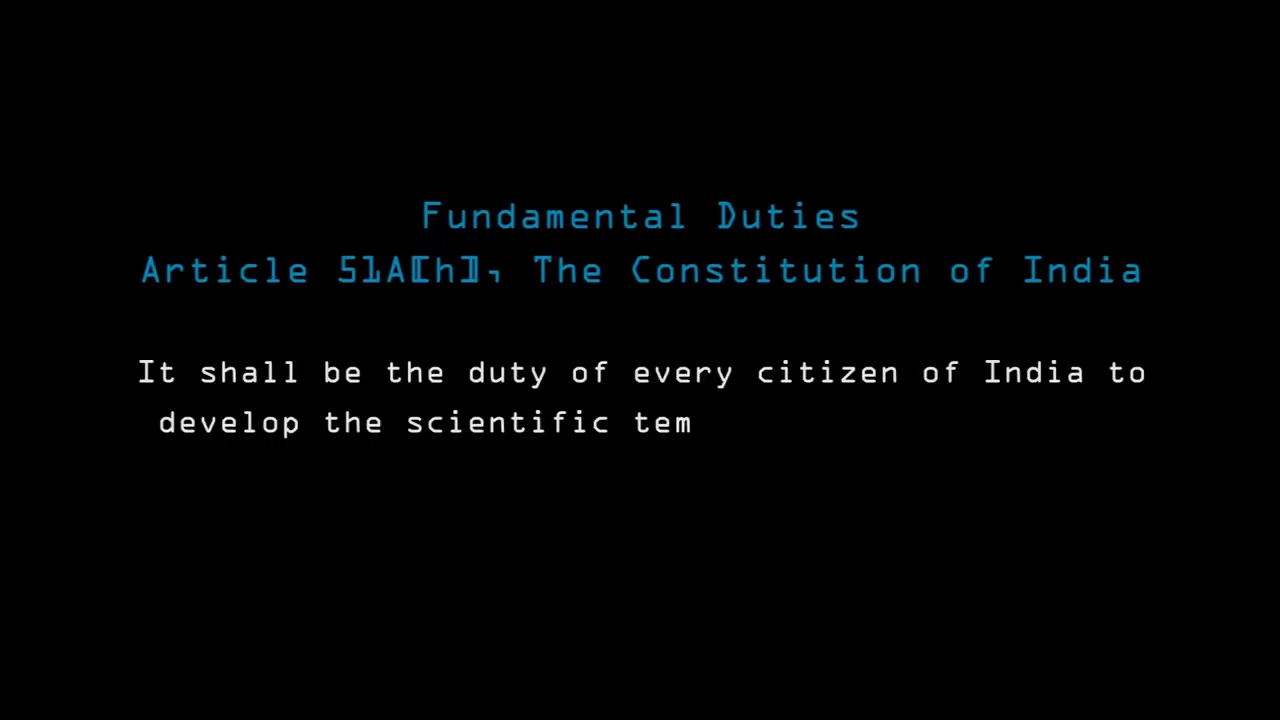 Fundamental Duties
Article 51A[h], The Constitution of India
It shall be the duty of every citizen of India to
develop the scientific tem